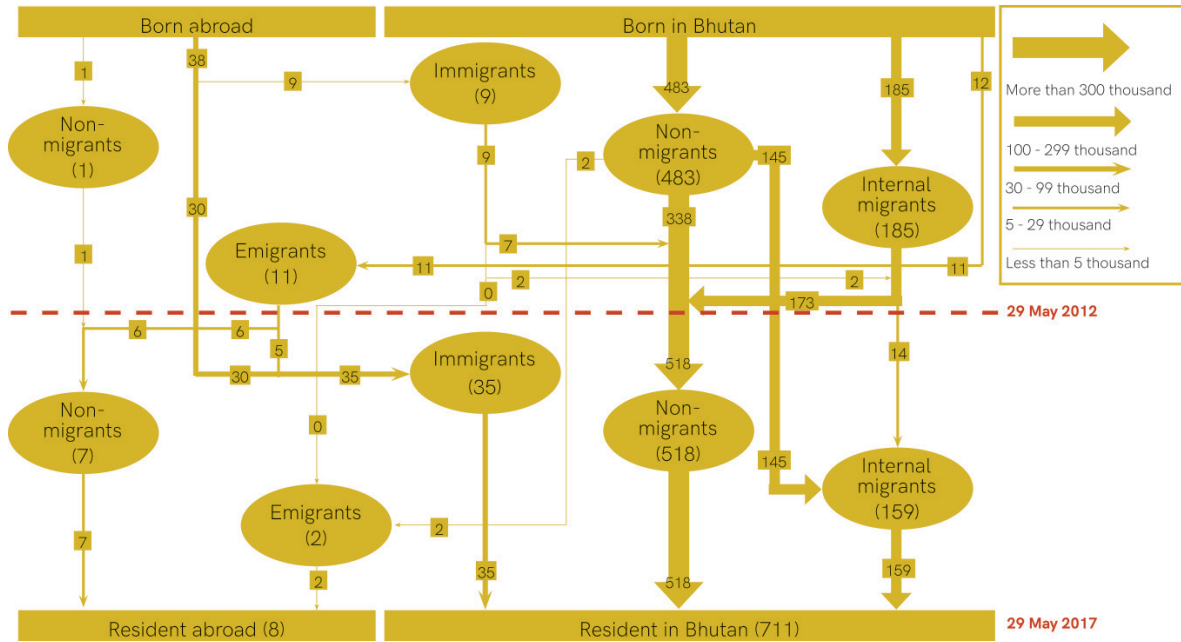 Born abroad
Born in Bhutan
38
1
9
Immigrants
(9)
483
185
12
More than 300 thousand
100 - 299 thousand
30 - 99 thousand
5 - 29 thousand
Less than 5 thousand
Non-
migrants
(1)
9
2
Non-
migrants
(483)
145
Internal
migrants
(185)
30
338
1
Emigrants
(11)
7
11
11
0
2
2
173
29 May 2012
6
6
5
14
30
35
Immigrants
(35)
518
Non-
migrants
(7)
0
Non-
migrants
(518)
145
Internal
migrants
(159)
Emigrants
(2)
2
7
2
35
518
159
Resident abroad (8)
Resident in Bhutan (711)
29 May 2017